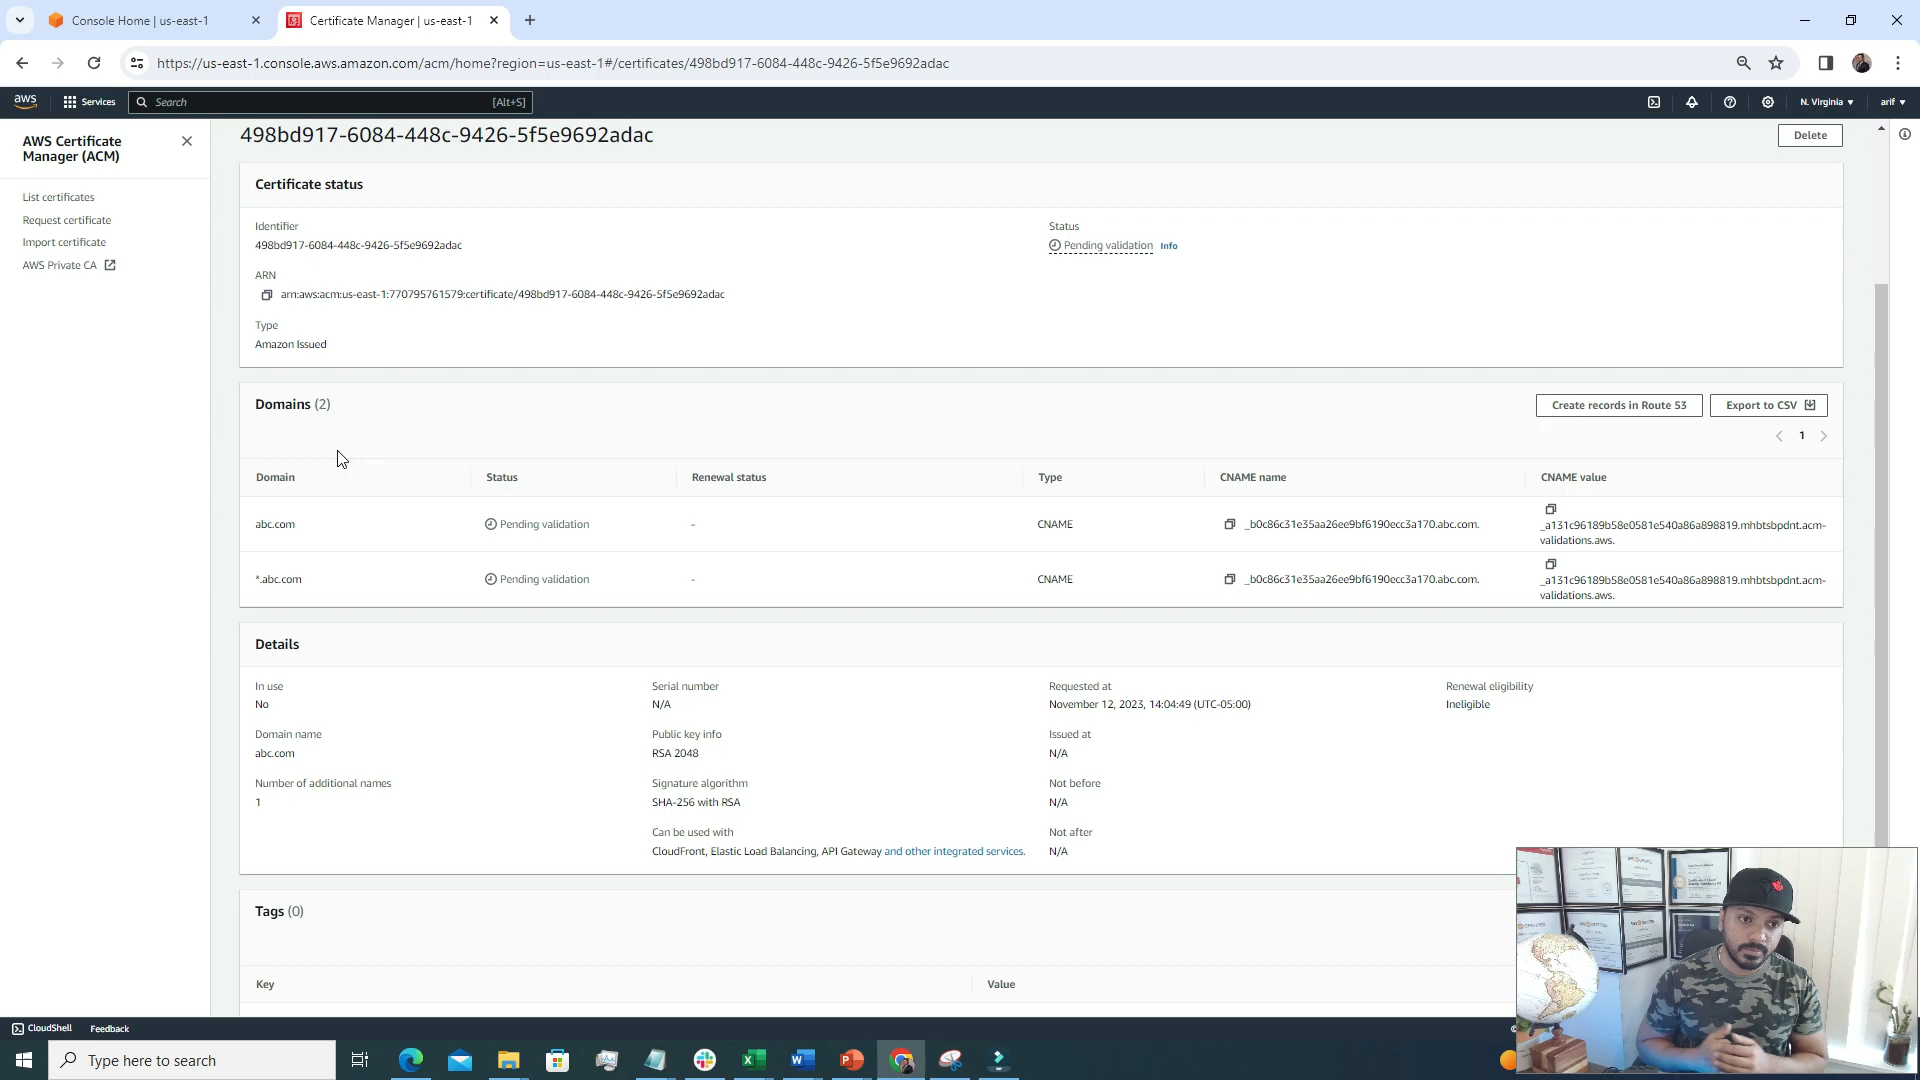 Console Home | us-east-1
Certificate Manager | us-east-1
https://us-east-1.console.aws.amazon.com/acm/home?region=us-east-1#/certificates/498bd917-6084-448c-9426-5f5e9692adac
aws
Services
Search
[Alt+S]
N. Virginia
arif
AWS Certificate
Manager (ACM)
List certificates
Request certificate
Import certificate
AWS Private CA
498bd917-6084-448c-9426-5f5e9692adac
Delete
Certificate status
Identifier
498bd917-6084-448c-9426-5f5e9692adac
Status
Pending validation Info
ARN
arn:aws:acm:us-east-1:770795761579:certificate/498bd917-6084-448c-9426-5f5e9692adac
Type
Amazon Issued
Domains (2)
Create records in Route 53
Export to CSV
1
Domain Status Renewal status Type CNAME name CNAME value
abc.com Pending validation - CNAME _b0c86c31e35aa26ee9bf6190ecc3a170.abc.com. _a131c96189b58e0581e540a86a898819.mhbtsbpdnt.acm-
validations.aws.
*.abc.com Pending validation - CNAME _b0c86c31e35aa26ee9bf6190ecc3a170.abc.com. _a131c96189b58e0581e540a86a898819.mhbtsbpdnt.acm-
validations.aws.
Details
In use
No
Domain name
abc.com
Number of additional names
1
Serial number
N/A
Public key info
RSA 2048
Signature algorithm
SHA-256 with RSA
Can be used with
CloudFront, Elastic Load Balancing, API Gateway and other integrated services.
Requested at
November 12, 2023, 14:04:49 (UTC-05:00)
Issued at
N/A
Not before
N/A
Not after
N/A
Renewal eligibility
Ineligible
Tags (0)
Key Value
CloudShell
Feedback
Type here to search